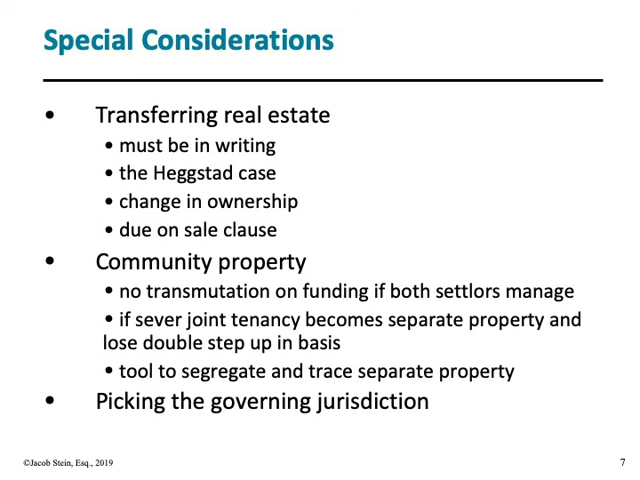 Special Considerations
• Transferring real estate
• must be in writing
• the Heggstad case
• change in ownership
• due on sale clause
• Community property
• no transmutation on funding if both settlors manage
• if sever joint tenancy becomes separate property and
lose double step up in basis
• tool to segregate and trace separate property
• Picking the governing jurisdiction
©Jacob Stein, Esq., 2019
7